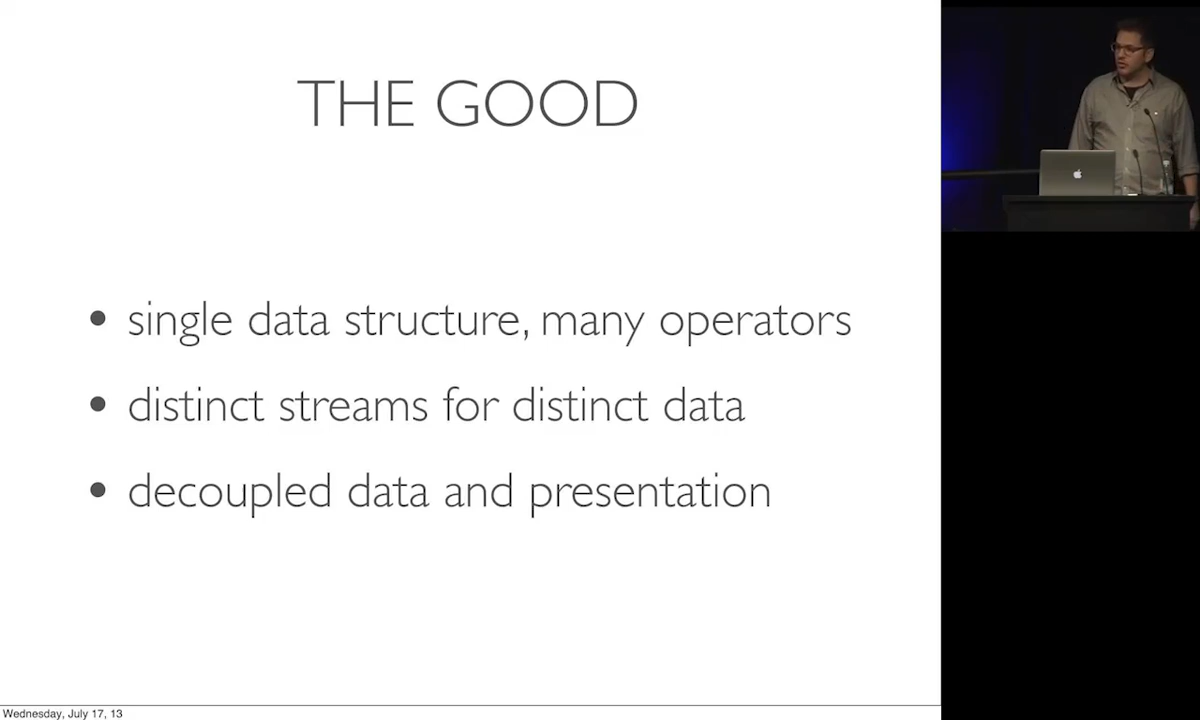 THE GOOD
• single data structure, many operators
• distinct streams for distinct data
• decoupled data and presentation
Wednesday, July 17, 13